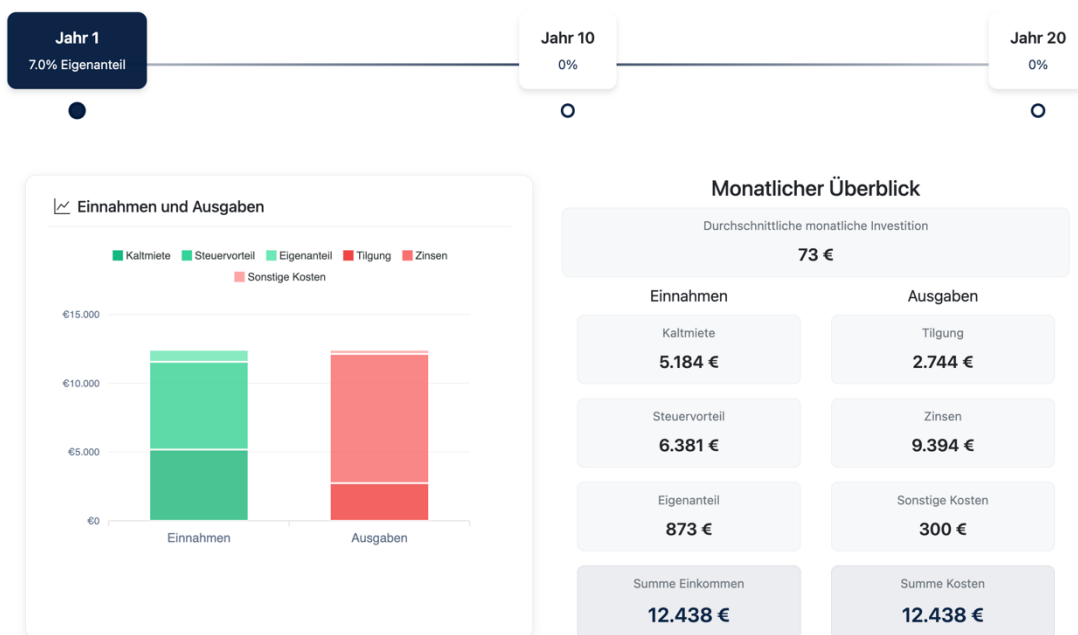 Jahr 1
7.0% Eigenanteil
Jahr 10
0%
Jahr 20
0%
Einnahmen und Ausgaben
Kaltmiete Steuervorteil Eigenanteil Tilgung Zinsen
Sonstige Kosten
€15.000
€10.000
€5.000
€0
Einnahmen Ausgaben
Monatlicher Überblick
Durchschnittliche monatliche Investition
73 €
Einnahmen
Ausgaben
Kaltmiete
5.184 €
Tilgung
2.744 €
Steuervorteil
6.381 €
Zinsen
9.394 €
Eigenanteil
873 €
Sonstige Kosten
300 €
Summe Einkommen
12.438 €
Summe Kosten
12.438 €